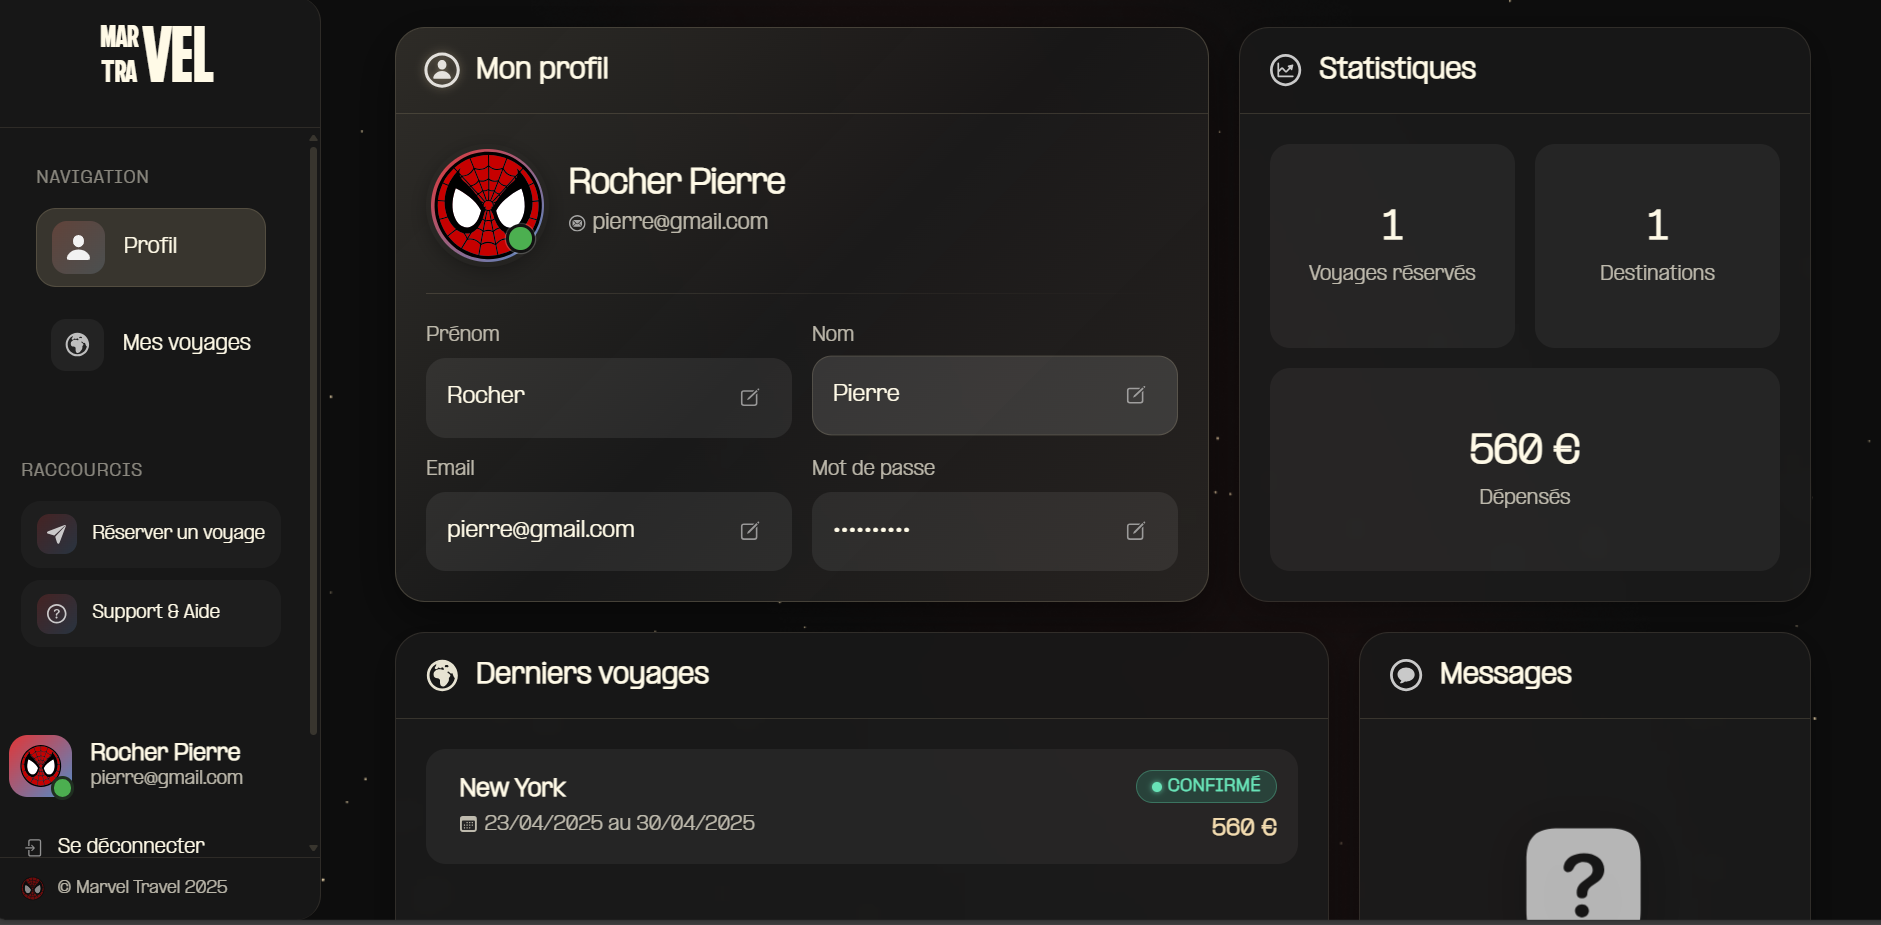 MAR
TRA VEL
NAVIGATION
Profil
Mes voyages
RACCOURCIS
Réserver un voyage
Support & Aide
Rocher Pierre
pierre@gmail.com
Se déconnecter
© Marvel Travel 2025
Mon profil
Rocher Pierre
pierre@gmail.com
Prénom
Rocher
Nom
Pierre
Email
pierre@gmail.com
Mot de passe
••••••••••
Statistiques
1
Voyages réservés
1
Destinations
560 €
Dépensés
Derniers voyages
New York
23/04/2025 au 30/04/2025
CONFIRMÉ
560 €
Messages
?